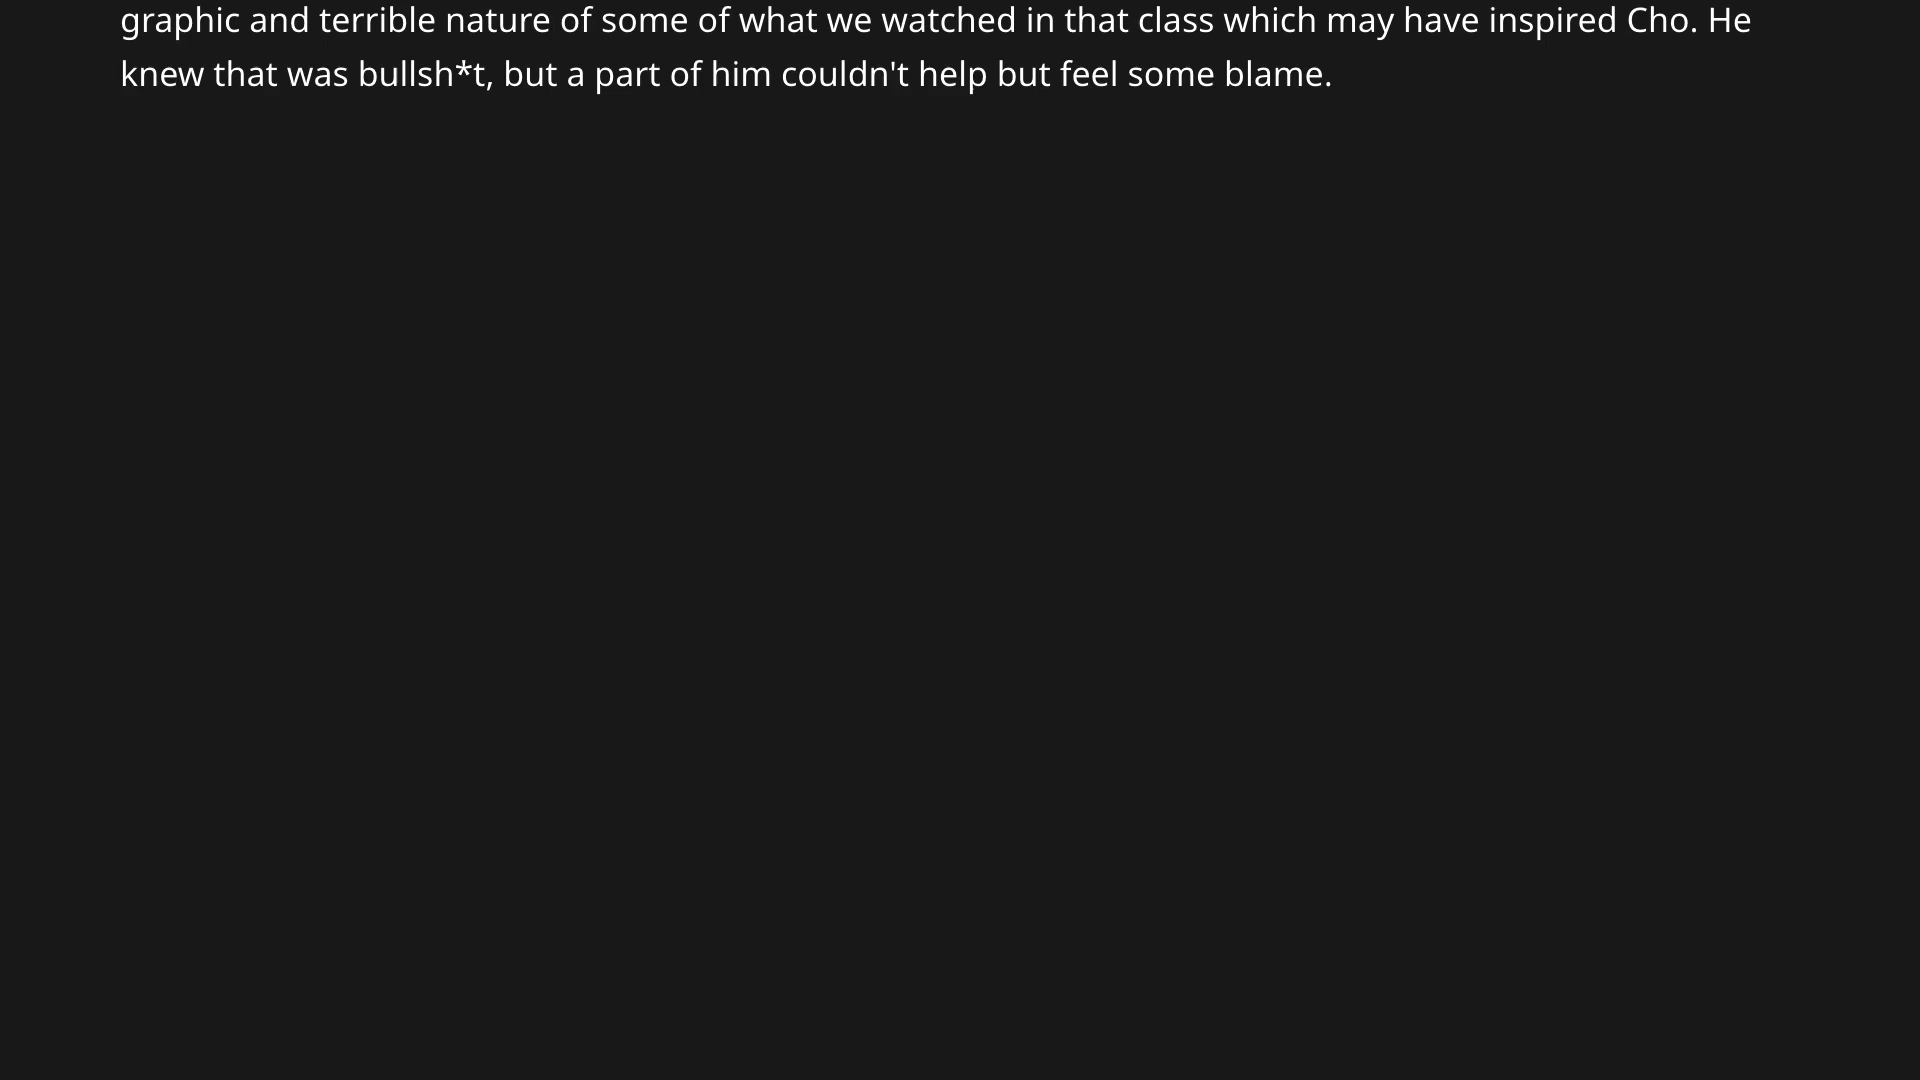 graphic and terrible nature of some of what we watched in that class which may have inspired Cho. He
knew that was bullsh*t, but a part of him couldn't help but feel some blame.